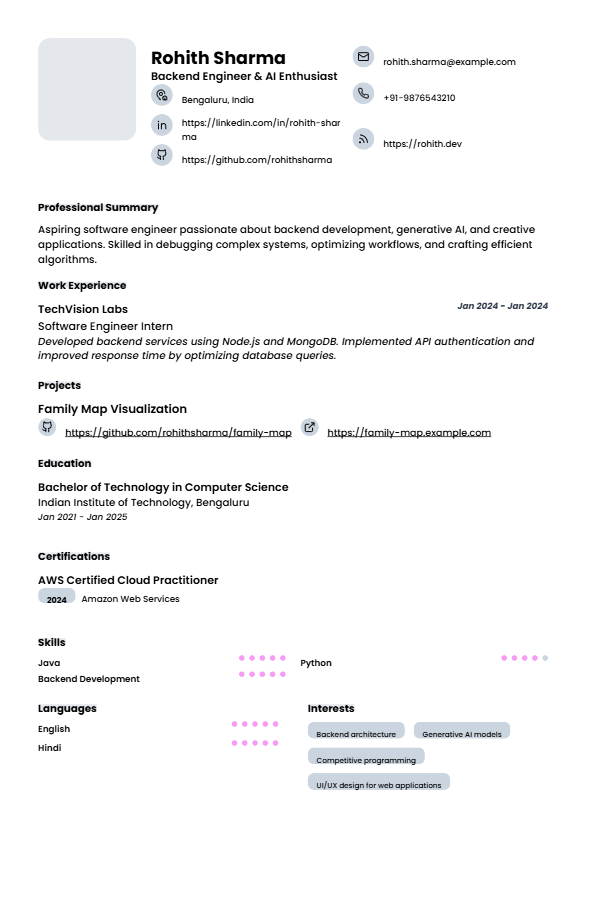 Rohith Sharma
Backend Engineer & AI Enthusiast
Bengaluru, India
https://linkedin.com/in/rohith-shar
ma
https://github.com/rohithsharma
rohith.sharma@example.com
+91-9876543210
https://rohith.dev
Professional Summary
Aspiring software engineer passionate about backend development, generative AI, and creative
applications. Skilled in debugging complex systems, optimizing workflows, and crafting efficient
algorithms.
Work Experience
TechVision Labs
Jan 2024 - Jan 2024
Software Engineer Intern
Developed backend services using Node.js and MongoDB. Implemented API authentication and
improved response time by optimizing database queries.
Projects
Family Map Visualization
https://github.com/rohithsharma/family-map
https://family-map.example.com
Education
Bachelor of Technology in Computer Science
Indian Institute of Technology, Bengaluru
Jan 2021 - Jan 2025
Certifications
AWS Certified Cloud Practitioner
2024 Amazon Web Services
Skills
Java
Python
Backend Development
Languages
English
Hindi
Interests
Backend architecture
Generative AI models
Competitive programming
UI/UX design for web applications